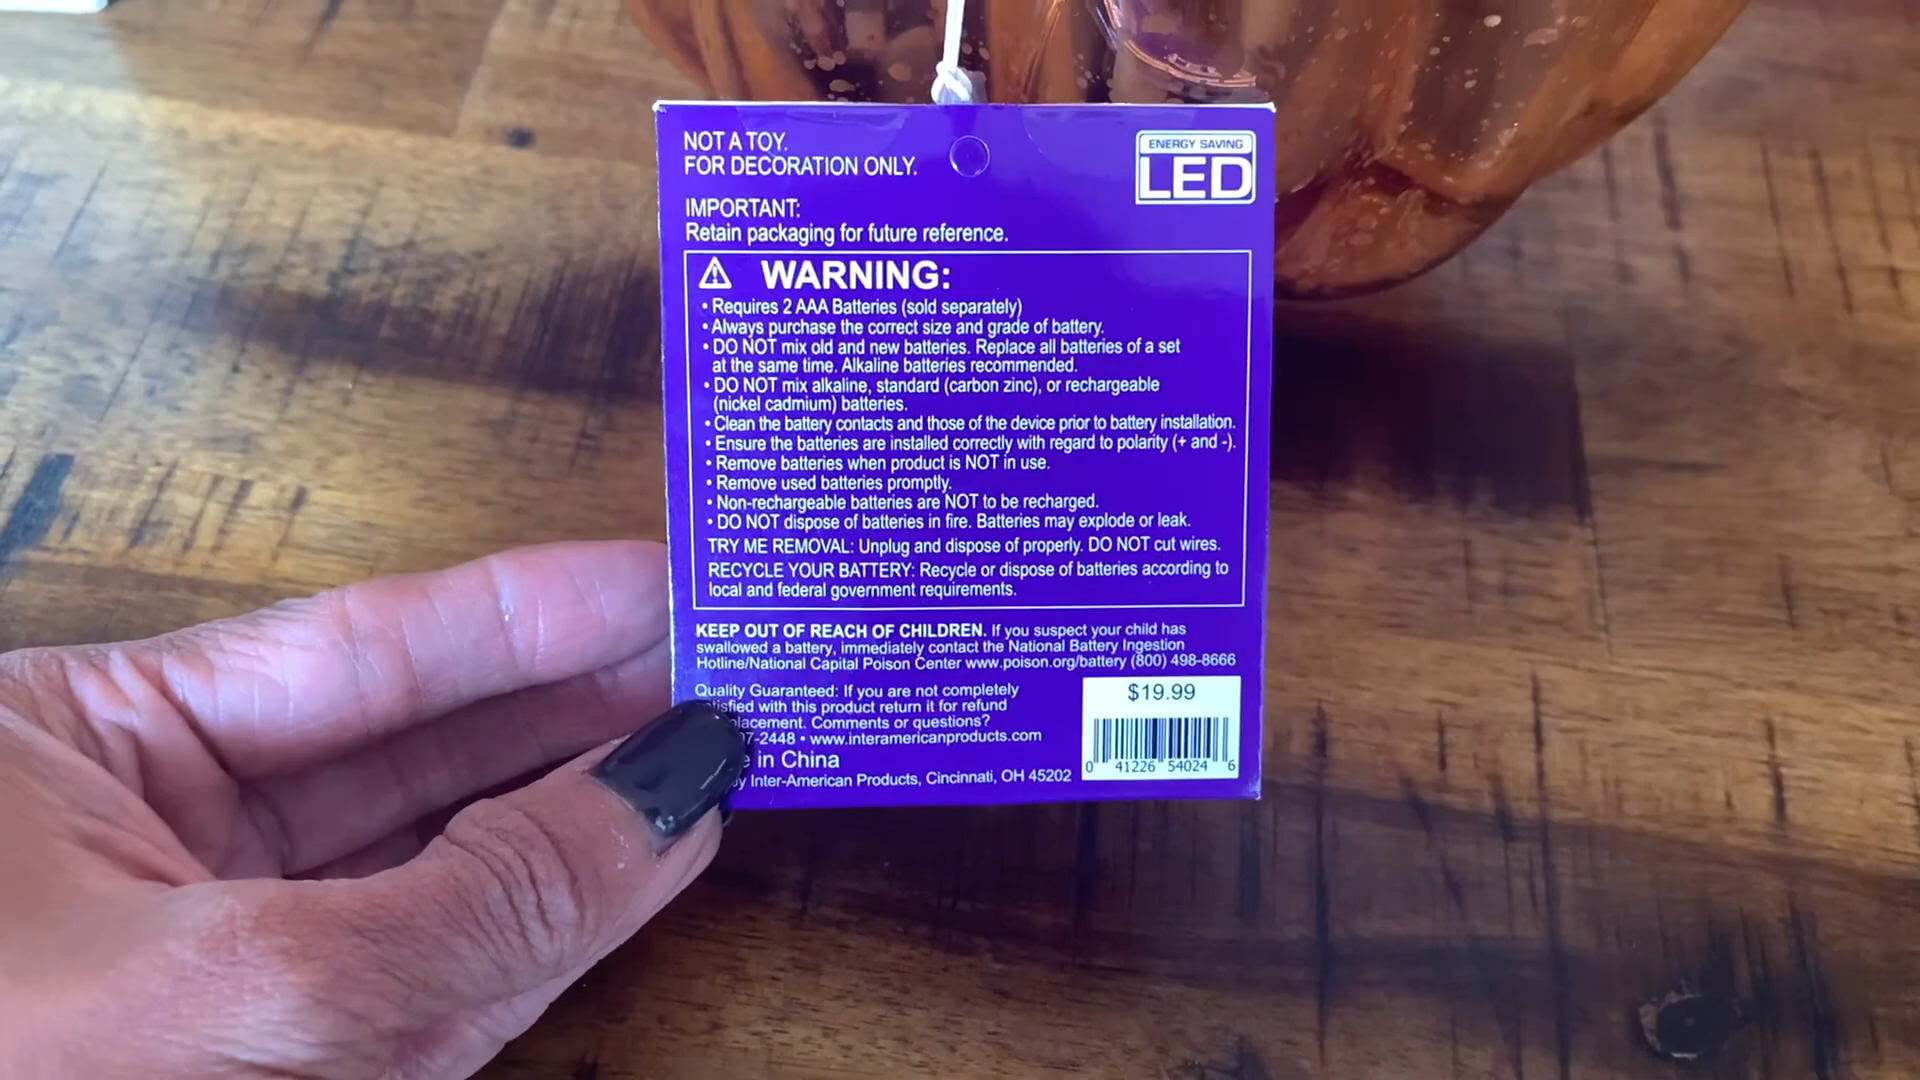 NOT A TOY.
FOR DECORATION ONLY.
ENERGY SAVING
LED
IMPORTANT:
Retain packaging for future reference.
WARNING:
• Requires 2 AAA Batteries (sold separately)
• Always purchase the correct size and grade of battery.
• DO NOT mix old and new batteries. Replace all batteries of a set
at the same time. Alkaline batteries recommended.
• DO NOT mix alkaline, standard (carbon zinc), or rechargeable
(nickel cadmium) batteries.
• Clean the battery contacts and those of the device prior to battery installation.
• Ensure the batteries are installed correctly with regard to polarity (+ and -).
• Remove batteries when product is NOT in use.
• Remove used batteries promptly.
• Non-rechargeable batteries are NOT to be recharged.
• DO NOT dispose of batteries in fire. Batteries may explode or leak.
TRY ME REMOVAL: Unplug and dispose of properly. DO NOT cut wires.
RECYCLE YOUR BATTERY: Recycle or dispose of batteries according to
local and federal government requirements.
KEEP OUT OF REACH OF CHILDREN. If you suspect your child has
swallowed a battery, immediately contact the National Battery Ingestion
Hotline/National Capital Poison Center www.poison.org/battery (800) 498-8666
Quality Guaranteed: If you are not completely
with this product return it for refund
Comments or questions?
7-2448 • www.interamericanproducts.com
in China
by Inter-American Products, Cincinnati, OH 45202
$19.99
0 41226 54024 6